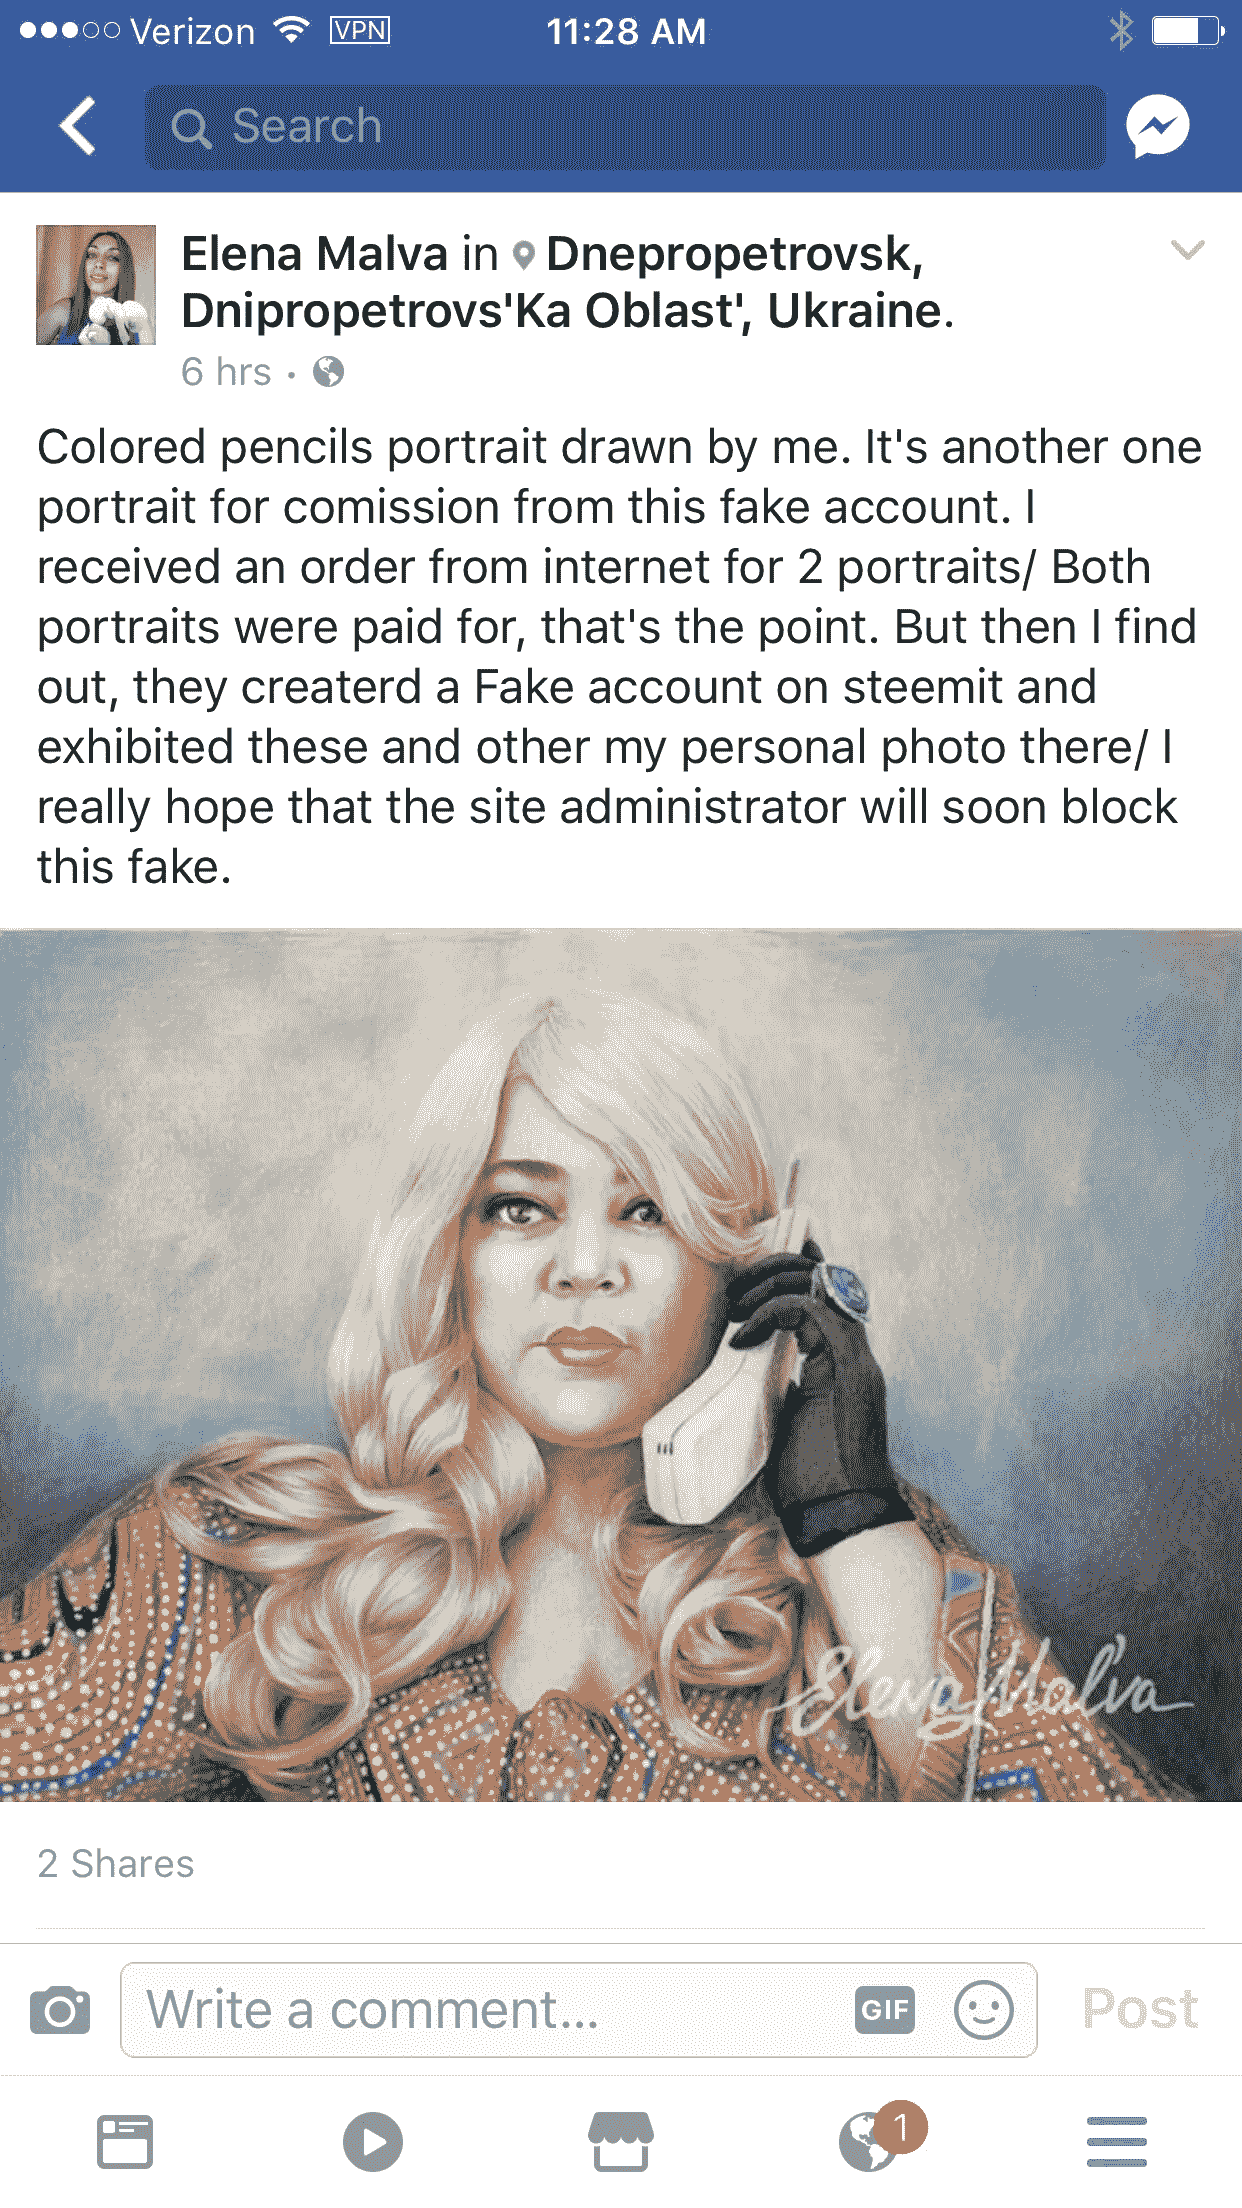 Verizon VPN 11:28 AM
Search
Elena Malva in Dnepropetrovsk,
Dnipropetrovs'Ka Oblast', Ukraine.
6 hrs ·
Colored pencils portrait drawn by me. It's another one
portrait for comission from this fake account. I
received an order from internet for 2 portraits/ Both
portraits were paid for, that's the point. But then I find
out, they createrd a Fake account on steemit and
exhibited these and other my personal photo there/ I
really hope that the site administrator will soon block
this fake.
Elena Malva
2 Shares
Write a comment... GIF Post
1